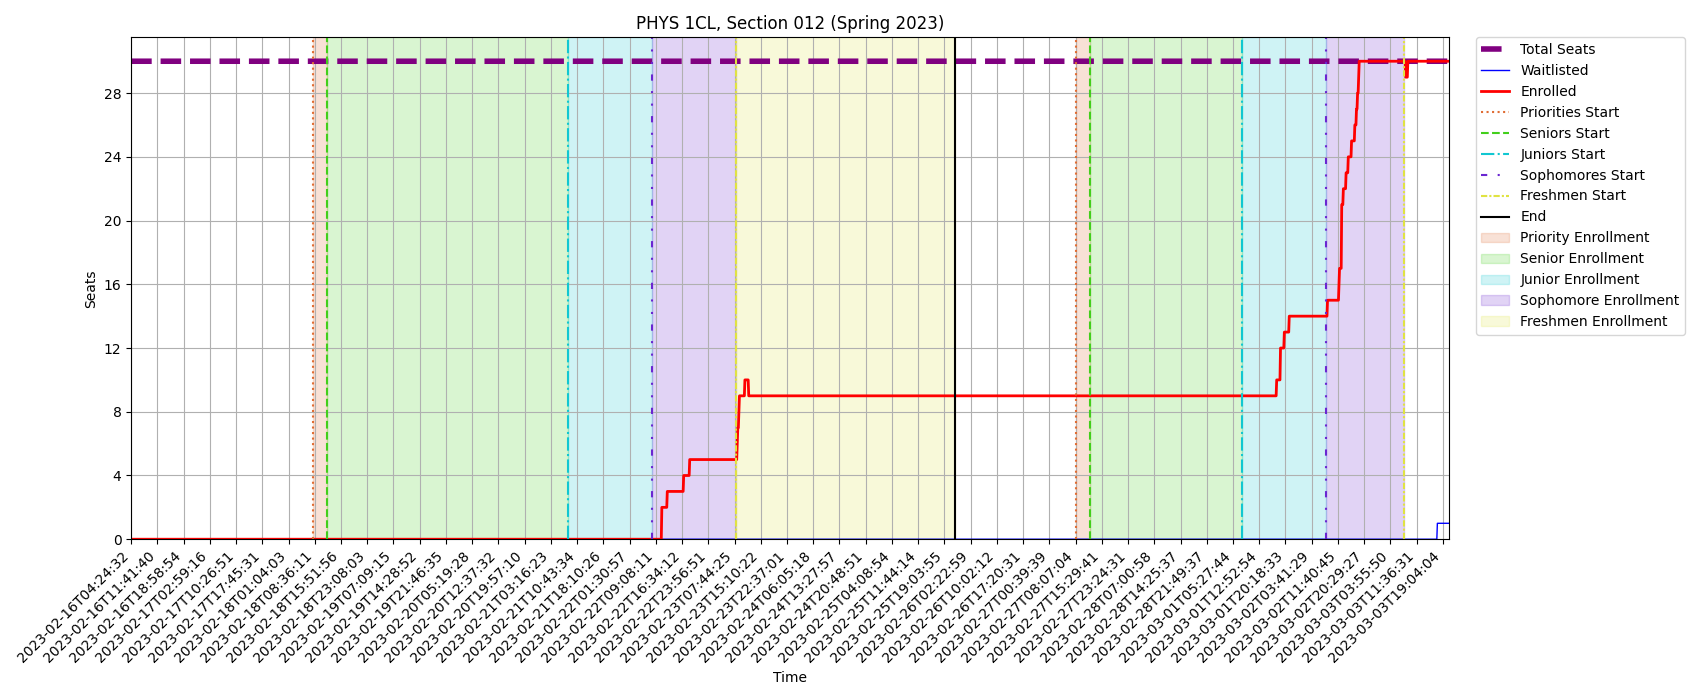 PHYS 1CL, Section 012 (Spring 2023)
Total Seats
Waitlisted
Enrolled
Priorities Start
Seniors Start
Juniors Start
Sophomores Start
Freshmen Start
End
Priority Enrollment
Senior Enrollment
Junior Enrollment
Sophomore Enrollment
Freshmen Enrollment
Seats
28
24
20
16
12
8
4
0
2023-02-16T04:24:32
2023-02-16T11:41:40
2023-02-16T18:58:54
2023-02-17T02:59:16
2023-02-17T10:26:51
2023-02-17T17:45:31
2023-02-18T01:04:03
2023-02-18T08:36:11
2023-02-18T15:51:56
2023-02-18T23:08:03
2023-02-19T07:09:15
2023-02-19T14:28:52
2023-02-19T21:46:35
2023-02-20T05:19:28
2023-02-20T12:37:32
2023-02-20T19:57:10
2023-02-21T03:16:23
2023-02-21T10:43:34
2023-02-21T18:10:26
2023-02-22T01:30:57
2023-02-22T09:08:11
2023-02-22T16:34:12
2023-02-22T23:56:51
2023-02-23T07:44:25
2023-02-23T15:10:22
2023-02-23T22:37:01
2023-02-24T06:05:18
2023-02-24T13:27:57
2023-02-24T20:48:51
2023-02-25T04:08:54
2023-02-25T11:44:14
2023-02-25T19:03:55
2023-02-26T02:22:59
2023-02-26T10:02:12
2023-02-26T17:20:31
2023-02-27T00:39:39
2023-02-27T08:07:04
2023-02-27T15:29:41
2023-02-27T23:24:31
2023-02-28T07:00:58
2023-02-28T14:25:37
2023-02-28T21:49:37
2023-03-01T05:27:44
2023-03-01T12:52:54
2023-03-01T20:18:33
2023-03-02T03:41:29
2023-03-02T11:40:45
2023-03-02T20:29:27
2023-03-03T03:55:50
2023-03-03T11:36:31
2023-03-03T19:04:04
Time